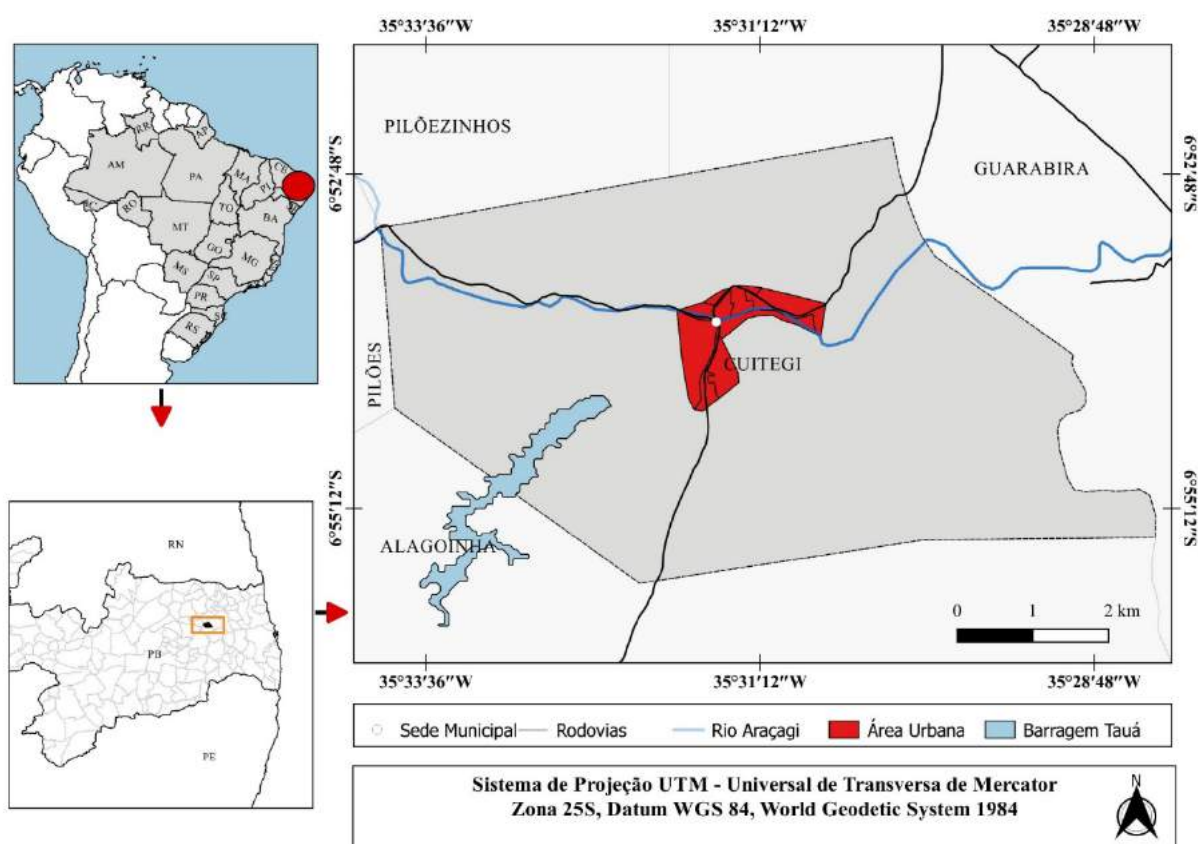 35°33'36"W
35°31'12"W
35°28'48"W
RR
AP
AM
PA
MA
CE
PI
AC
RO
TO
BA
MT
GO
MG
MS
SP
PR
RS
6°52'48"S
PILÕEZINHOS
GUARABIRA
6°52'48"S
PILÕES
CUITEGI
6°55'12"S
ALAGOINHA
6°55'12"S
0 1 2 km
RN
PB
PE
35°33'36"W
35°31'12"W
35°28'48"W
Sede Municipal
Rodovias
Rio Araçagi
Área Urbana
Barragem Tauá
Sistema de Projeção UTM - Universal de Transversa de Mercator
Zona 25S, Datum WGS 84, World Geodetic System 1984
N